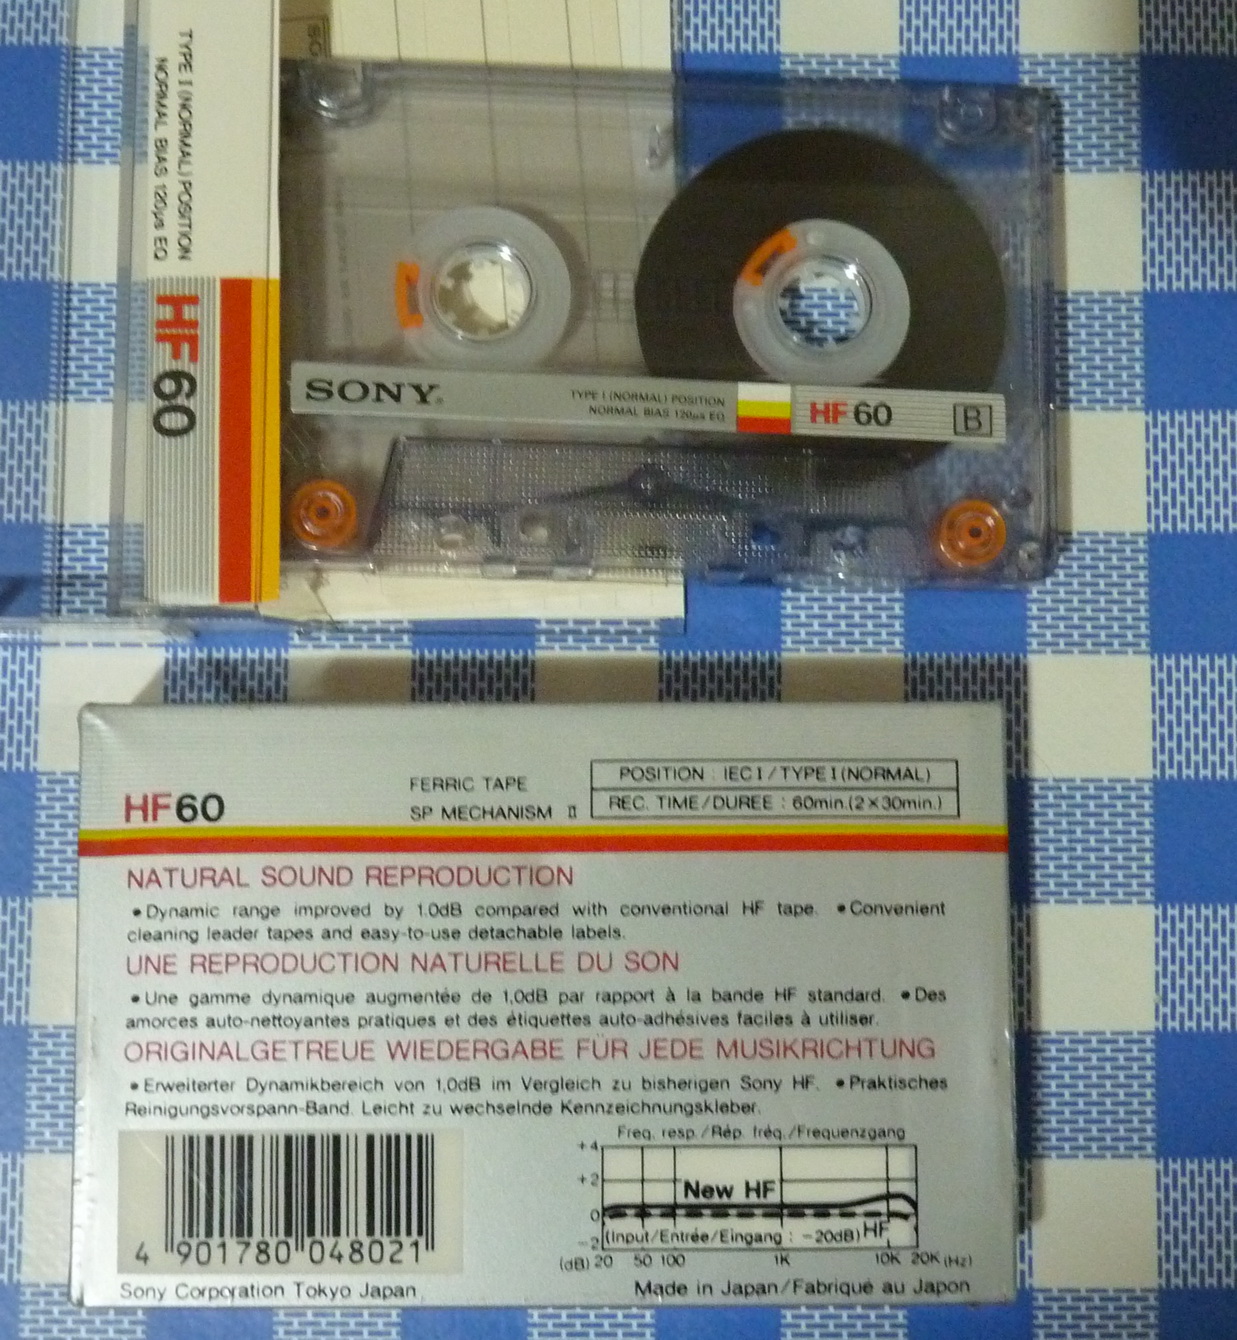 TYPE I (NORMAL) POSITION
NORMAL BIAS 120µs EQ
HF60
SONY
TYPE I (NORMAL) POSITION
NORMAL BIAS 120µs EQ
HF60
B
HF60
FERRIC TAPE
SP MECHANISM II
POSITION : IEC I / TYPE I (NORMAL)
REC. TIME/DUREE : 60min.(2×30min.)
NATURAL SOUND REPRODUCTION
•Dynamic range improved by 1.0dB compared with conventional HF tape. •Convenient
cleaning leader tapes and easy-to-use detachable labels.
UNE REPRODUCTION NATURELLE DU SON
•Une gamme dynamique augmentée de 1,0dB par rapport à la bande HF standard. •Des
amorces auto-nettoyantes pratiques et des étiquettes auto-adhésives faciles à utiliser.
ORIGINALGETREUE WIEDERGABE FÜR JEDE MUSIKRICHTUNG
•Erweiterter Dynamikbereich von 1,0dB im Vergleich zu bisherigen Sony HF. •Praktisches
Reinigungsvorspann-Band. Leicht zu wechselnde Kennzeichnungskleber.
Freq. resp./Rép. fréq./Frequenzgang
+4
+2
New HF
0
HF
-2
(Input/Entrée/Eingang : -20dB)
(dB) 20 50 100 1K 10K 20K (Hz)
4 901780 048021
Sony Corporation Tokyo Japan
Made in Japan/Fabriqué au Japon